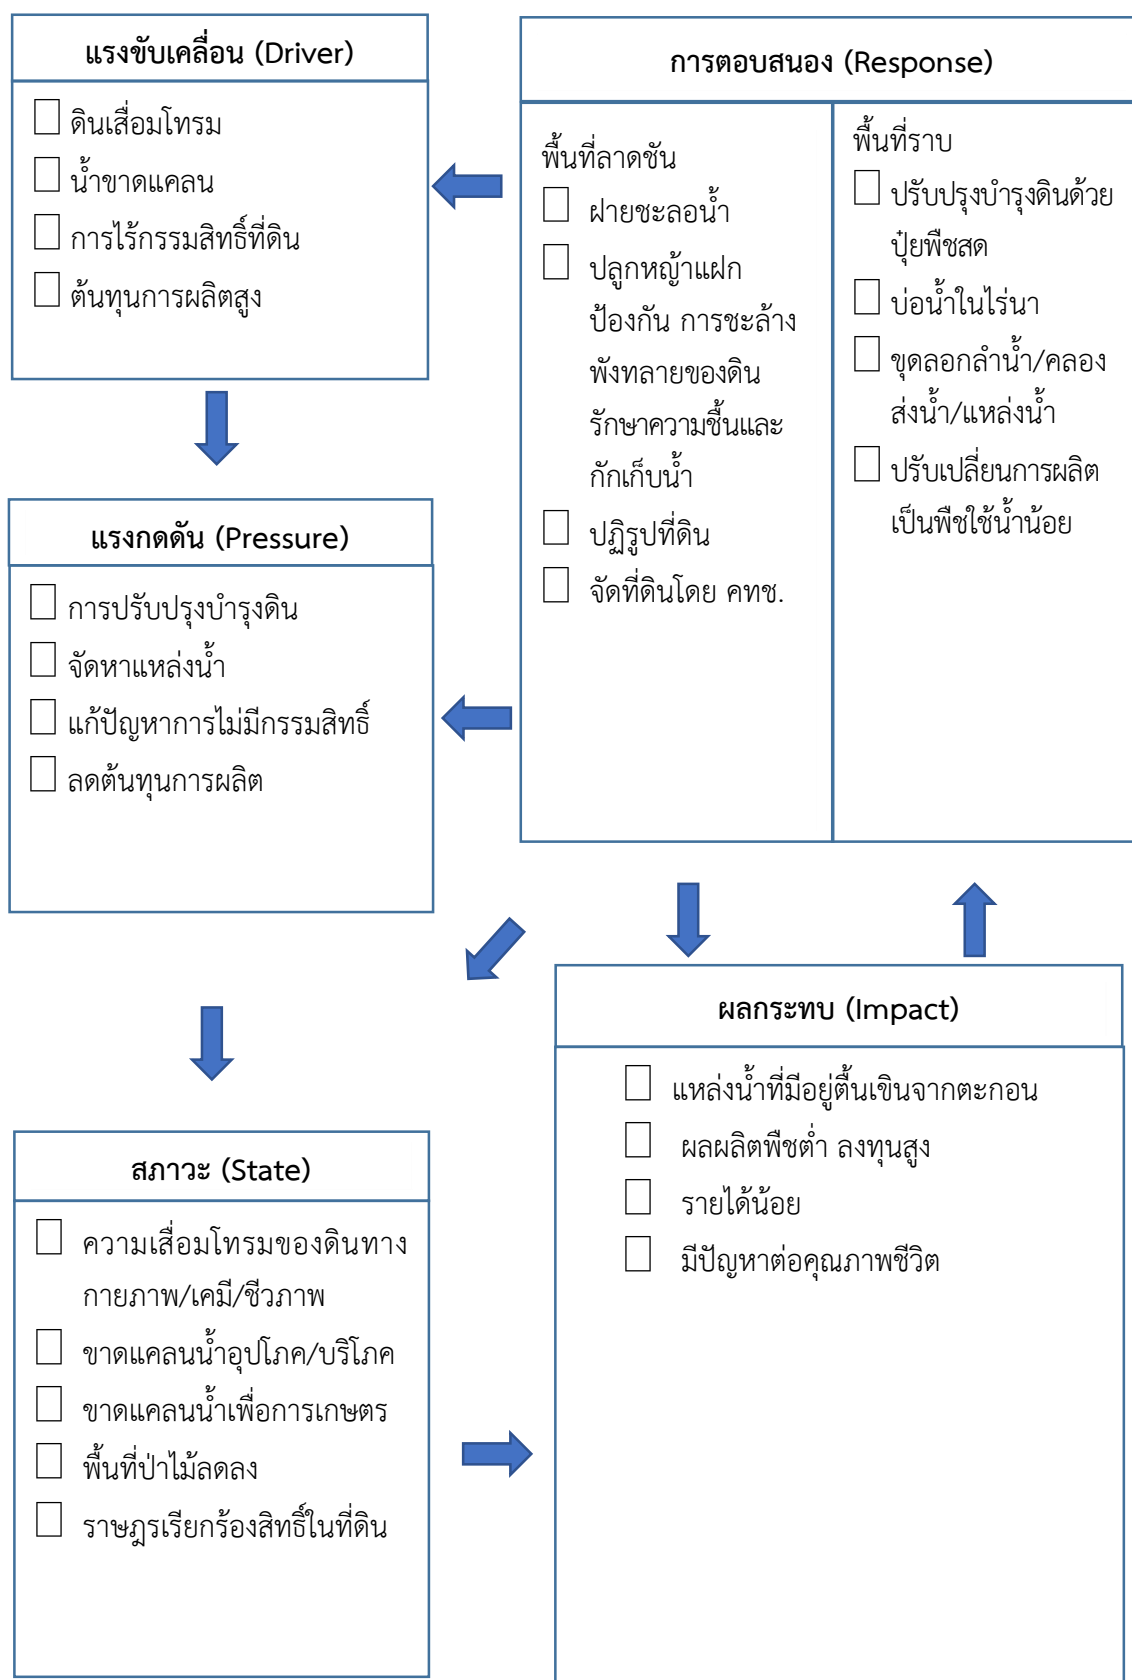 แรงขับเคลื่อน (Driver)
ดินเสื่อมโทรม
น้ำขาดแคลน
การไร้กรรมสิทธิ์ที่ดิน
ต้นทุนการผลิตสูง
การตอบสนอง (Response)
พื้นที่ลาดชัน
ฝายชะลอน้ำ
ปลูกหญ้าแฝก
ป้องกัน การชะล้าง
พังทลายของดิน
รักษาความชื้นและ
กักเก็บน้ำ
ปฏิรูปที่ดิน
จัดที่ดินโดย คทช.
พื้นที่ราบ
ปรับปรุงบำรุงดินด้วย
ปุ๋ยพืชสด
บ่อน้ำในไร่นา
ขุดลอกลำน้ำ/คลอง
ส่งน้ำ/แหล่งน้ำ
ปรับเปลี่ยนการผลิต
เป็นพืชใช้น้ำน้อย
แรงกดดัน (Pressure)
การปรับปรุงบำรุงดิน
จัดหาแหล่งน้ำ
แก้ปัญหาการไม่มีกรรมสิทธิ์
ลดต้นทุนการผลิต
ผลกระทบ (Impact)
แหล่งน้ำที่มีอยู่ตื้นเขินจากตะกอน
ผลผลิตพืชต่ำ ลงทุนสูง
รายได้น้อย
มีปัญหาต่อคุณภาพชีวิต
สภาวะ (State)
ความเสื่อมโทรมของดินทาง
กายภาพ/เคมี/ชีวภาพ
ขาดแคลนน้ำอุปโภค/บริโภค
ขาดแคลนน้ำเพื่อการเกษตร
พื้นที่ป่าไม้ลดลง
ราษฎรเรียกร้องสิทธิ์ในที่ดิน